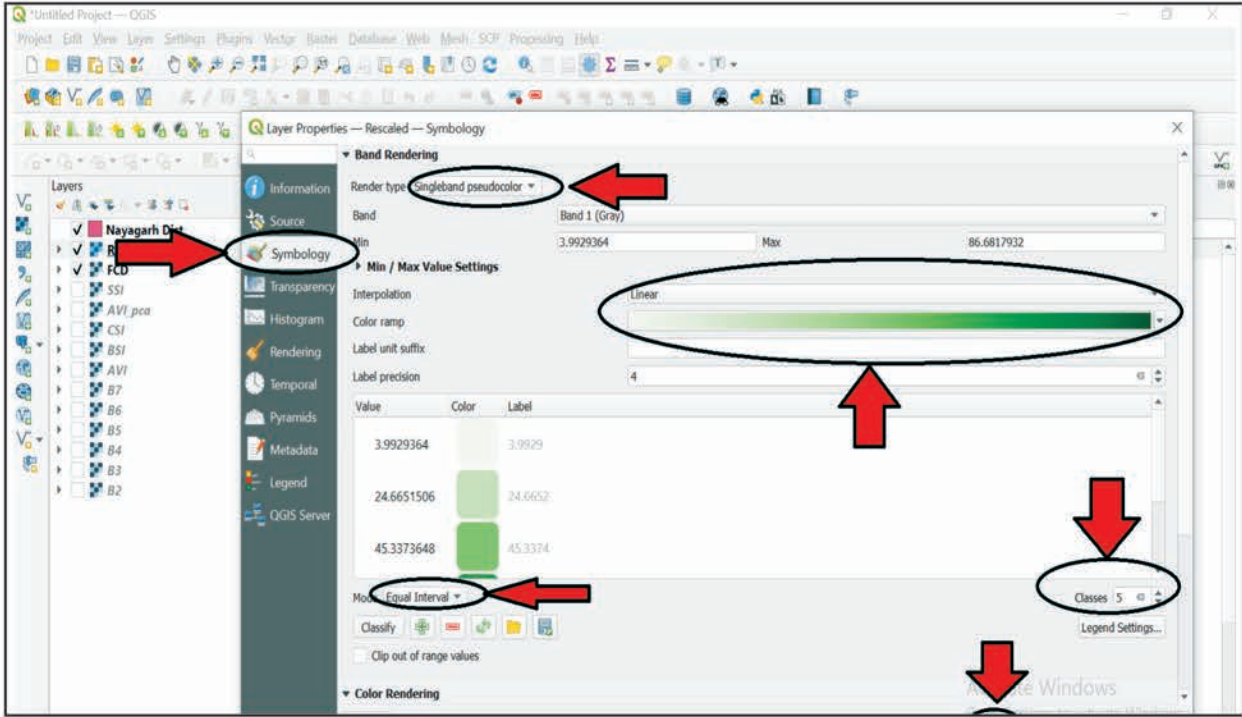 *Untitled Project — QGIS
Project Edit View Layer Settings Plugins Vector Raster Database Web Mesh SCP Processing Help
Layer Properties — Rescaled — Symbology
Layers
Nayagarh Dist
FCD
SSI
AVI_pca
CSI
BSI
AVI
B7
B6
B5
B4
B3
B2
Information
Source
Symbology
Transparency
Histogram
Rendering
Temporal
Pyramids
Metadata
Legend
QGIS Server
Band Rendering
Render type Singleband pseudocolor
Band Band 1 (Gray)
Min 3.9929364 Max 86.6817932
Min / Max Value Settings
Interpolation Linear
Color ramp
Label unit suffix
Label precision 4
Value Color Label
3.9929364 3.9929
24.6651506 24.6652
45.3373648 45.3374
Mode Equal Interval Classes 5
Classify Legend Settings...
Clip out of range values
Color Rendering
Windows